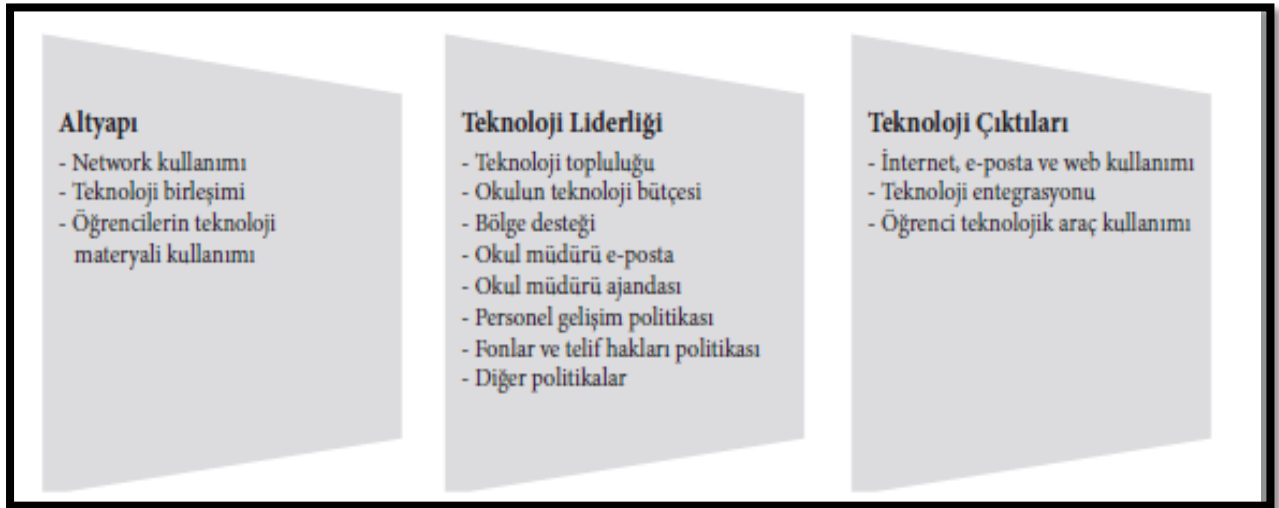 Altyapı
- Network kullanımı
- Teknoloji birleşimi
- Öğrencilerin teknoloji
materyali kullanımı
Teknoloji Liderliği
- Teknoloji topluluğu
- Okulun teknoloji bütçesi
- Bölge desteği
- Okul müdürü e-posta
- Okul müdürü ajandası
- Personel gelişim politikası
- Fonlar ve telif hakları politikası
- Diğer politikalar
Teknoloji Çıktıları
- İnternet, e-posta ve web kullanımı
- Teknoloji entegrasyonu
- Öğrenci teknolojik araç kullanımı